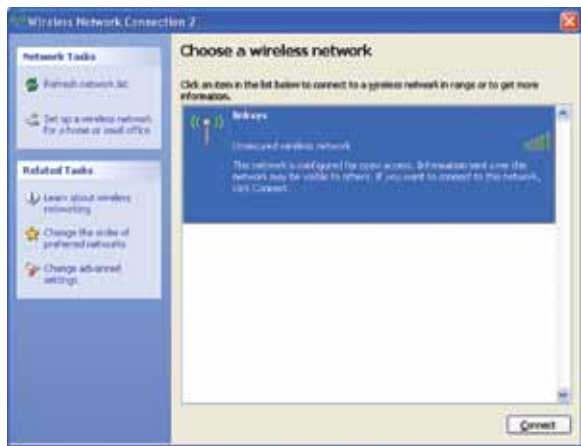 Wireless Network Connection 2
Network Tasks
Refresh network list
Set up a wireless network
for a home or small office
Related Tasks
Learn about wireless
networking
Change the order of
preferred networks
Change advanced
settings
Choose a wireless network
Click an item in the list below to connect to a wireless network in range or to get more
information.
linksys
Unsecured wireless network
This network is configured for open access. Information sent over this
network may be visible to others. If you want to connect to this network,
click Connect.
Connect